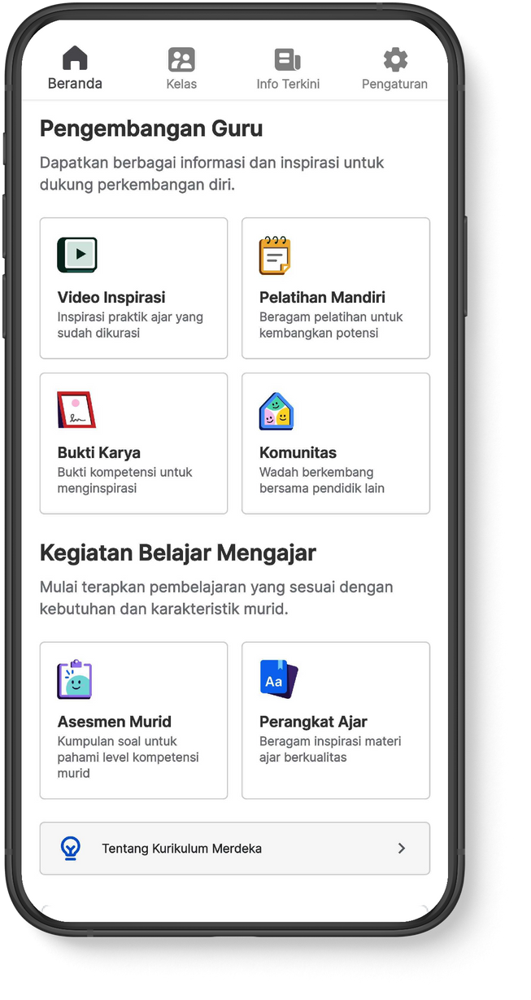 Beranda
Kelas
Info Terkini
Pengaturan
Pengembangan Guru
Dapatkan berbagai informasi dan inspirasi untuk
dukung perkembangan diri.
Video Inspirasi
Inspirasi praktik ajar yang
sudah dikurasi
Pelatihan Mandiri
Beragam pelatihan untuk
kembangkan potensi
Bukti Karya
Bukti kompetensi untuk
menginspirasi
Komunitas
Wadah berkembang
bersama pendidik lain
Kegiatan Belajar Mengajar
Mulai terapkan pembelajaran yang sesuai dengan
kebutuhan dan karakteristik murid.
Asesmen Murid
Kumpulan soal untuk
pahami level kompetensi
murid
Aa
Perangkat Ajar
Beragam inspirasi materi
ajar berkualitas
Tentang Kurikulum Merdeka